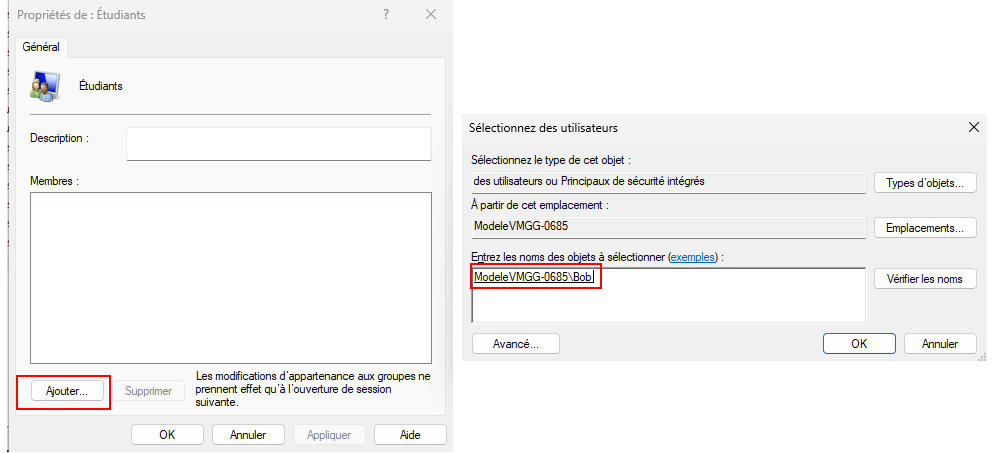 Propriétés de : Étudiants
?
Général
Étudiants
Description :
Membres :
Ajouter...
Supprimer
Les modifications d'appartenance aux groupes ne
prennent effet qu'à l'ouverture de session
suivante.
OK
Annuler
Appliquer
Aide
Sélectionnez des utilisateurs
Sélectionnez le type de cet objet :
des utilisateurs ou Principaux de sécurité intégrés
Types d'objets...
À partir de cet emplacement :
ModeleVMGG-0685
Emplacements...
Entrez les noms des objets à sélectionner (exemples) :
ModeleVMGG-0685\Bob
Vérifier les noms
Avancé...
OK
Annuler